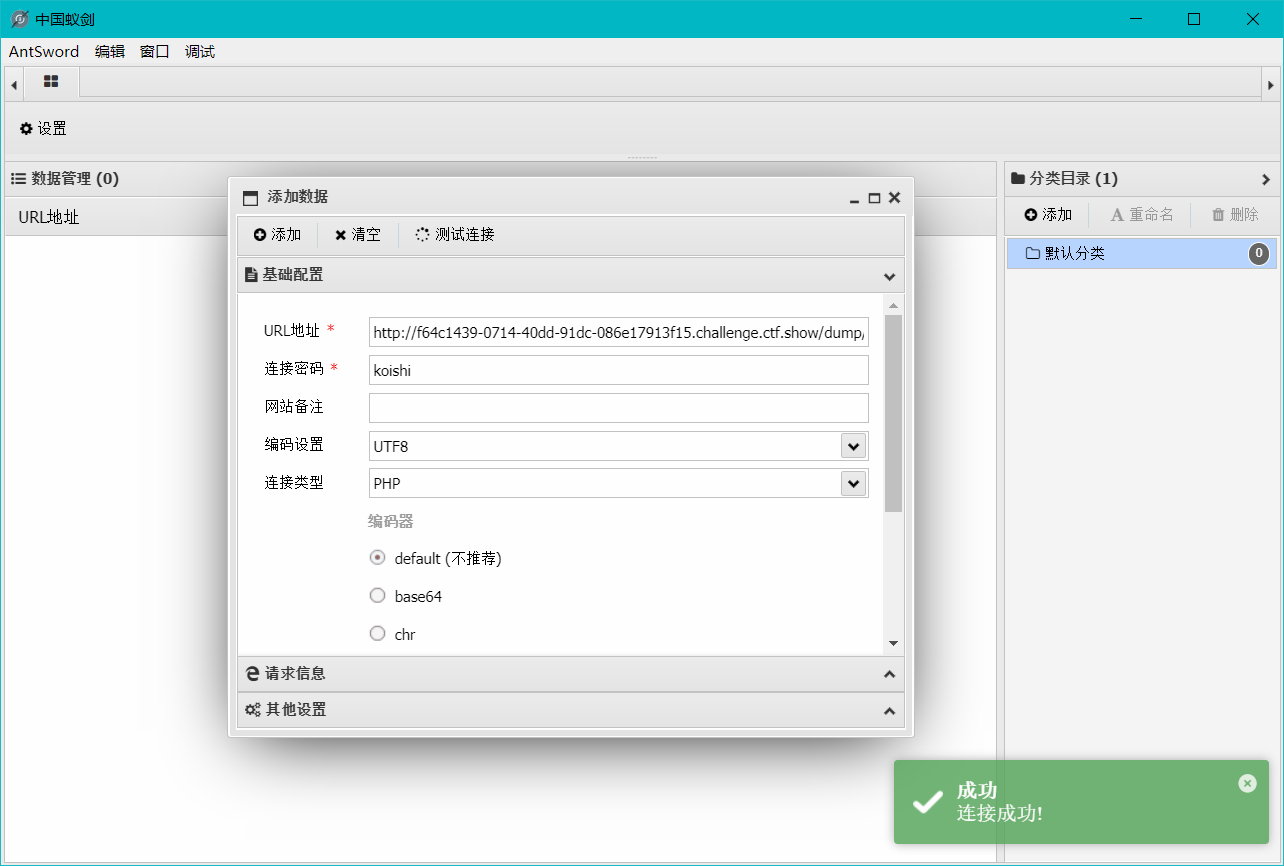 中国蚁剑
AntSword 编辑 窗口 调试
设置
数据管理 (0)
URL地址
分类目录 (1)
添加 重命名 删除
默认分类 0
添加数据
添加 清空 测试连接
基础配置
URL地址 * http://f64c1439-0714-40dd-91dc-086e17913f15.challenge.ctf.show/dump/
连接密码 * koishi
网站备注
编码设置 UTF8
连接类型 PHP
编码器
default (不推荐)
base64
chr
请求信息
其他设置
成功
连接成功!